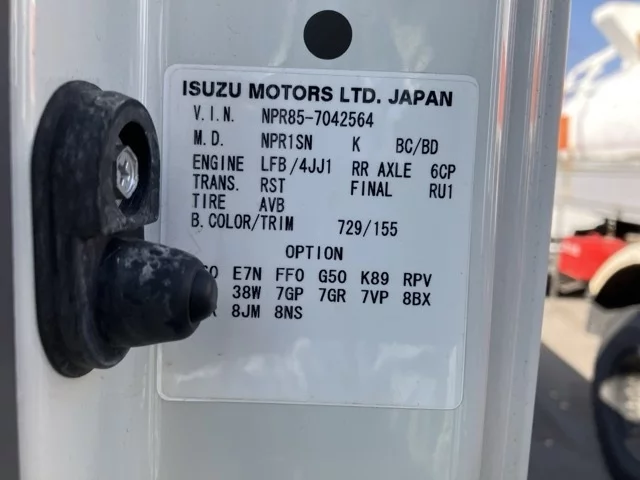 ISUZU MOTORS LTD. JAPAN
V.I.N. NPR85-7042564
M.D. NPR1SN K BC/BD
ENGINE LFB/4JJ1 RR AXLE 6CP
TRANS. RST FINAL RU1
TIRE AVB
B.COLOR/TRIM 729/155
OPTION
E7N FF0 G50 K89 RPV
38W 7GP 7GR 7VP 8BX
8JM 8NS